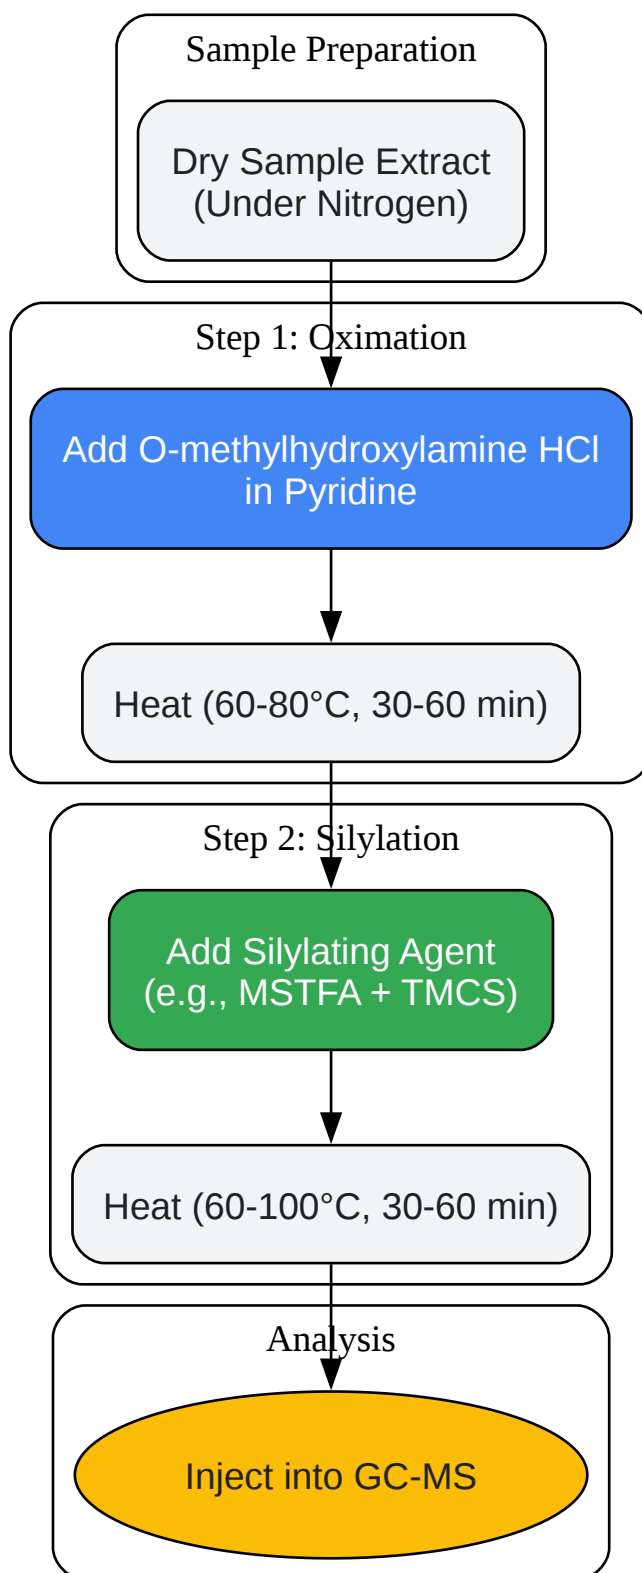 Sample Preparation
Dry Sample Extract
(Under Nitrogen)
Step 1: Oximation
Add O-methylhydroxylamine HCl
in Pyridine
Heat (60-80°C, 30-60 min)
Step 2: Silylation
Add Silylating Agent
(e.g., MSTFA + TMCS)
Heat (60-100°C, 30-60 min)
Analysis
Inject into GC-MS